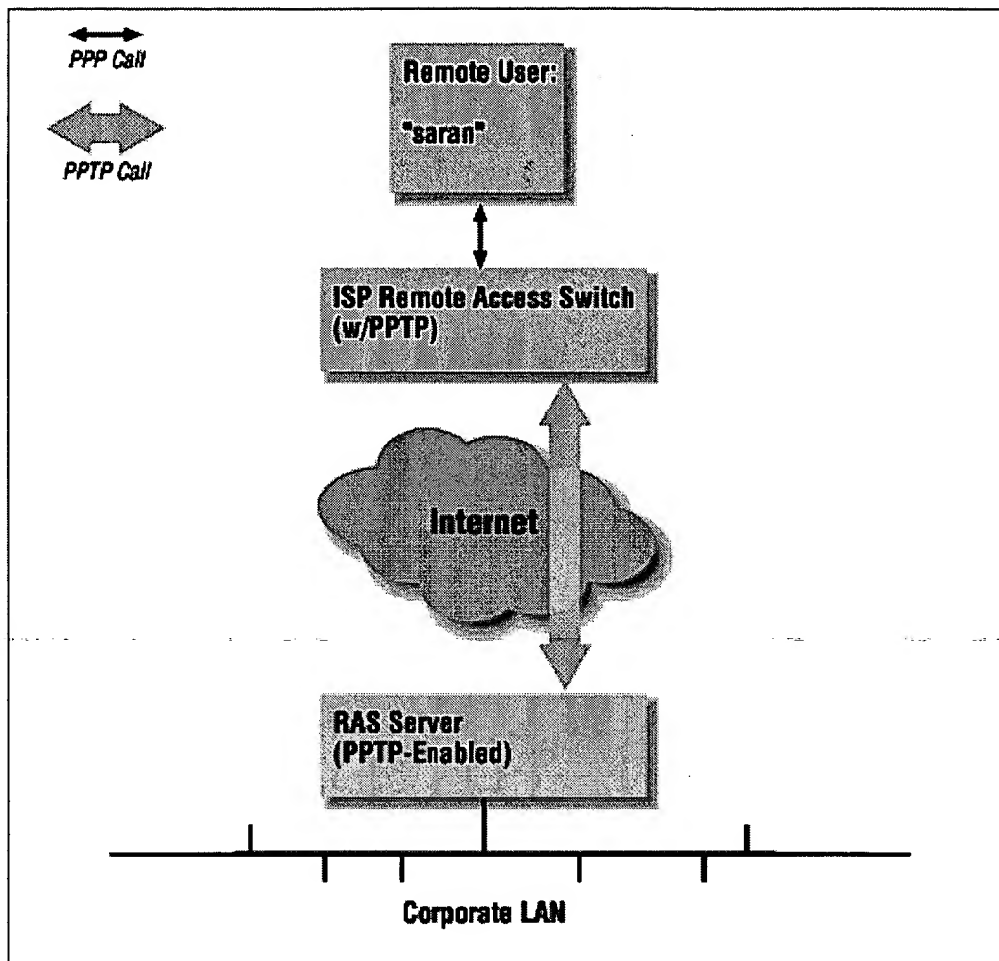 PPP Call
PPTP Call
Remote User:
"saran"
ISP Remote Access Switch
(w/PPTP)
Internet
RAS Server
(PPTP-Enabled)
Corporate LAN